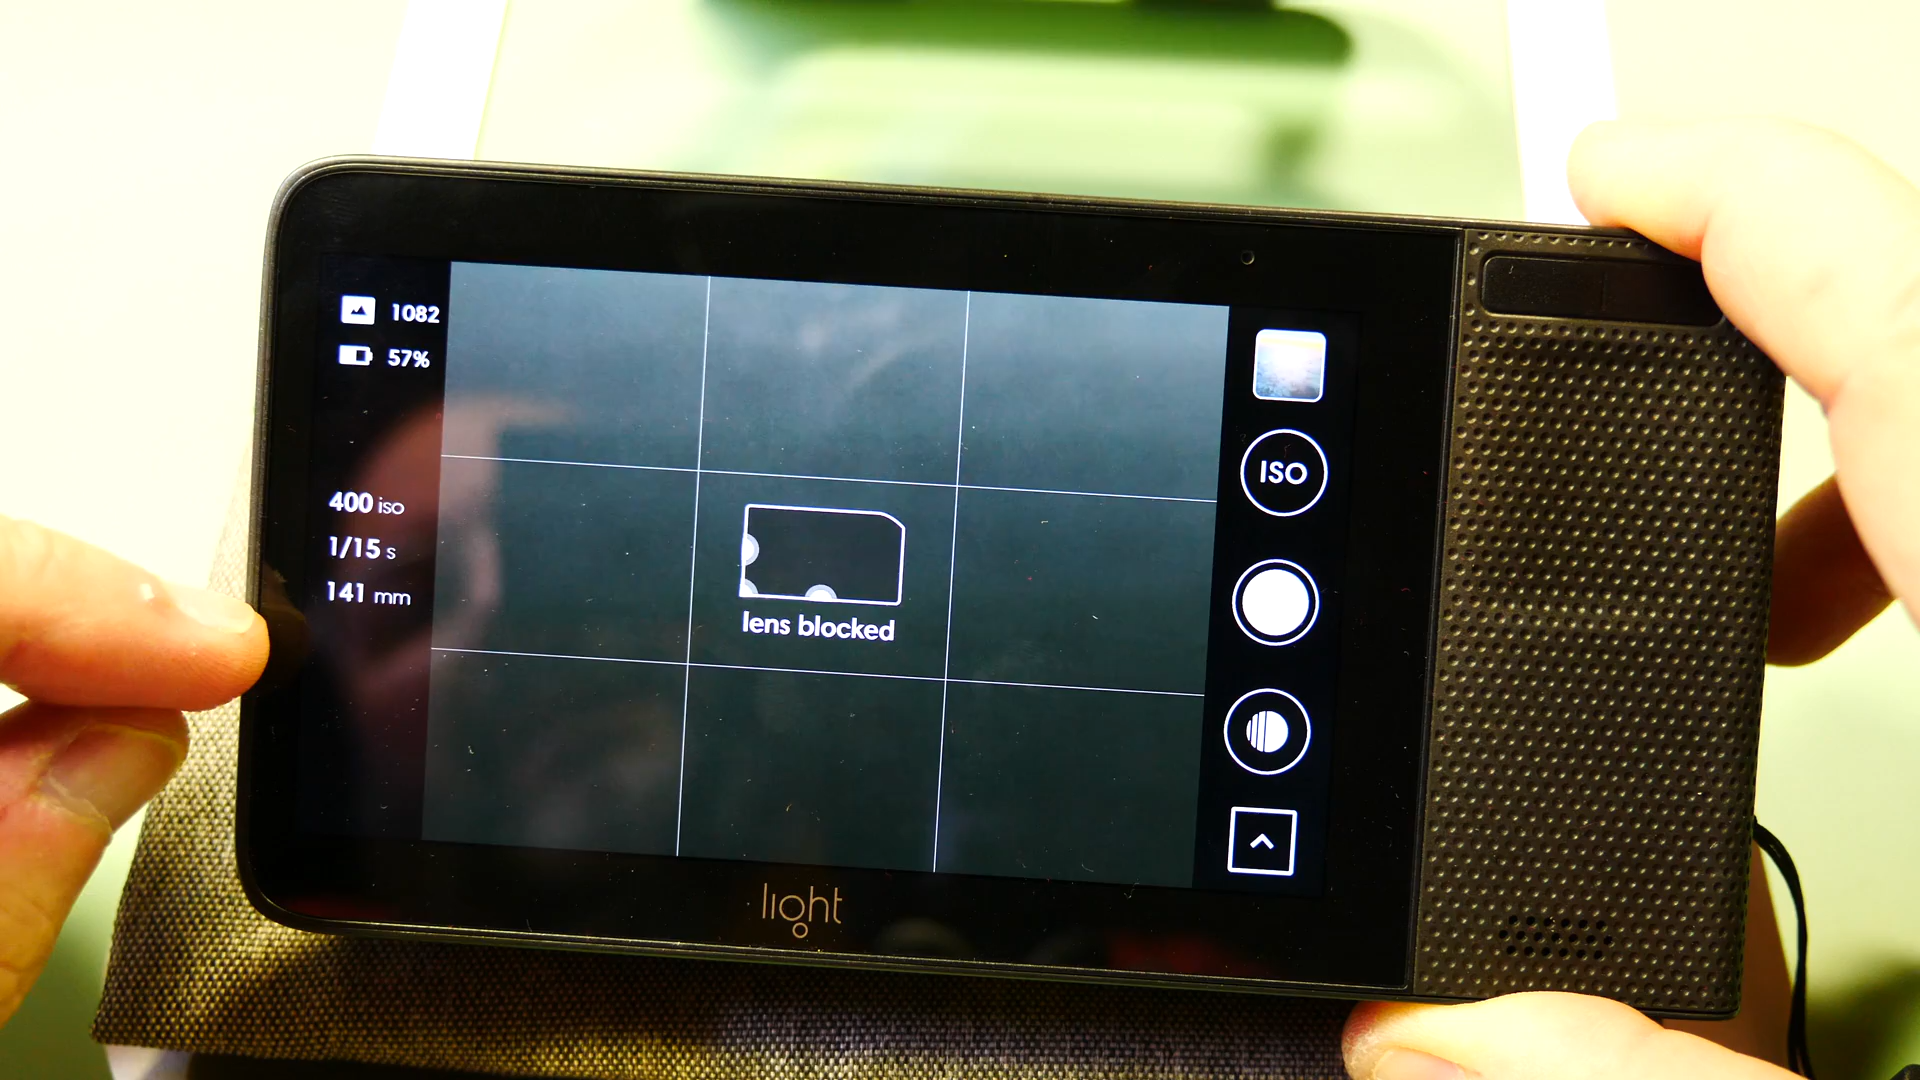 1082
57%
400 iso
1/15 s
141 mm
lens blocked
ISO
light